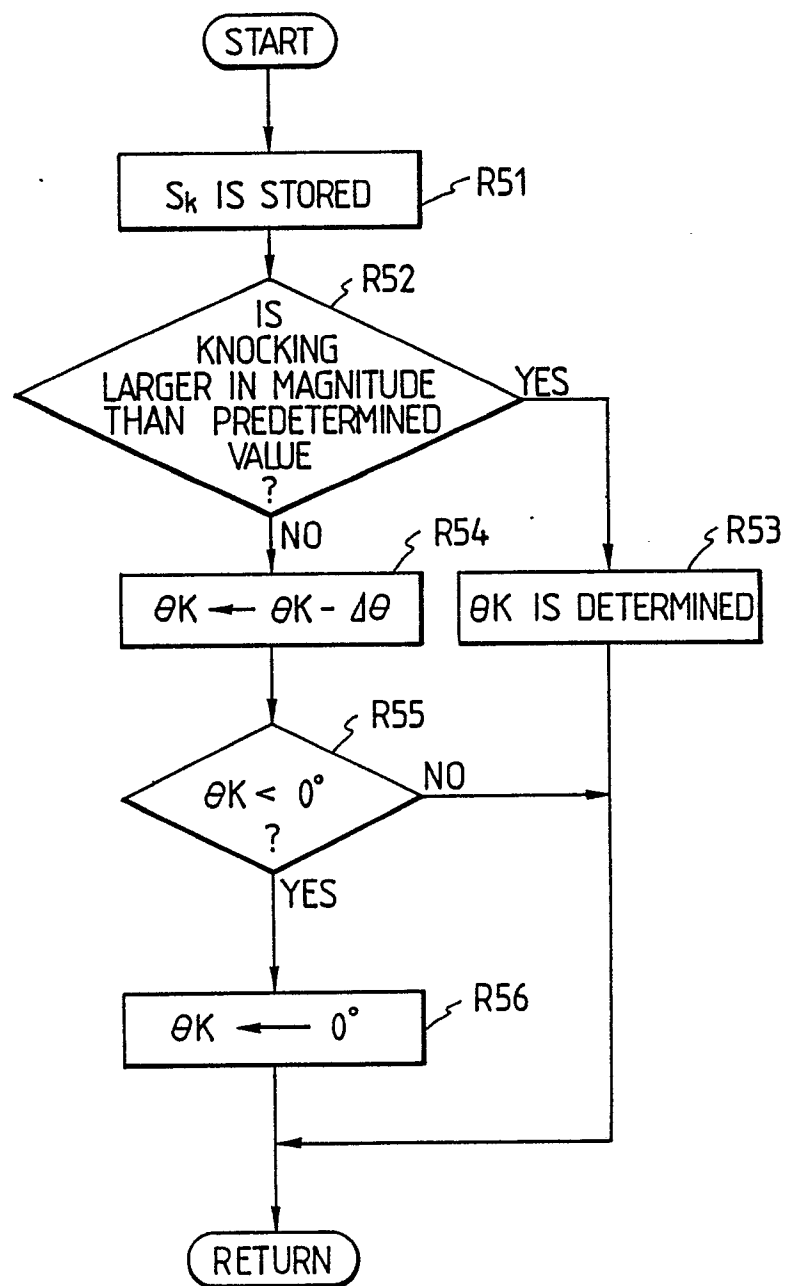 START
Sk IS STORED
R51
R52
IS
KNOCKING
LARGER IN MAGNITUDE
THAN PREDETERMINED
VALUE
?
YES
NO
R54
θK ← θK - Δθ
R53
θK IS DETERMINED
R55
θK < 0°
?
NO
YES
R56
θK ← 0°
RETURN